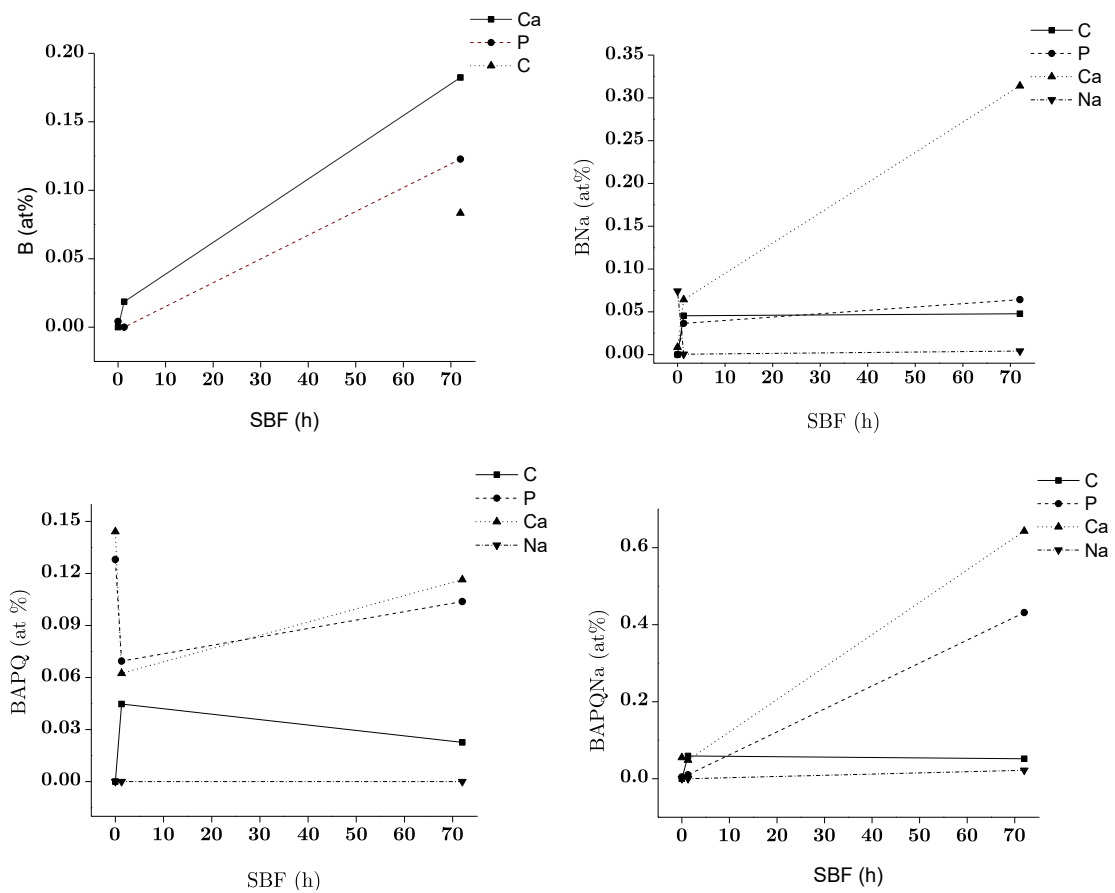 Ca
P
C
0.20
0.15
0.10
0.05
0.00
B (at%)
0 10 20 30 40 50 60 70
SBF (h)
C
P
Ca
Na
0.35
0.30
0.25
0.20
0.15
0.10
0.05
0.00
BNa (at%)
0 10 20 30 40 50 60 70
SBF (h)
C
P
Ca
Na
0.15
0.12
0.09
0.06
0.03
0.00
BAPQ (at %)
0 10 20 30 40 50 60 70
SBF (h)
C
P
Ca
Na
0.6
0.4
0.2
0.0
BAPQNa (at%)
0 10 20 30 40 50 60 70
SBF (h)